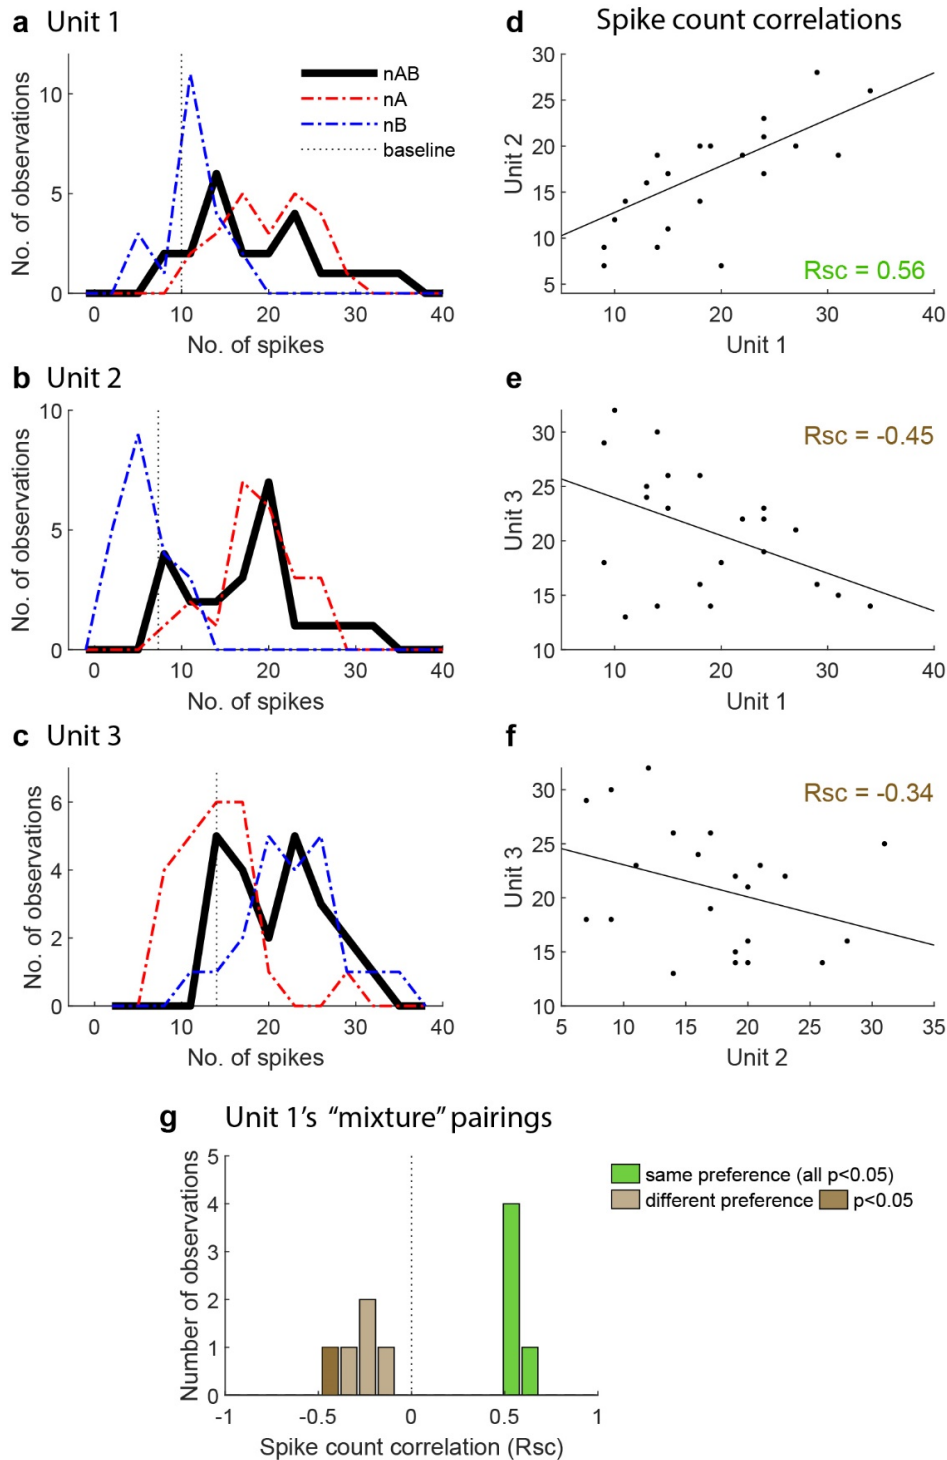 a Unit 1
No. of observations
10
5
0
0 10 20 30 40
No. of spikes
nAB
nA
nB
baseline
d Spike count correlations
Unit 2
30
25
20
15
10
5
10 20 30 40
Unit 1
Rsc = 0.56
b Unit 2
No. of observations
10
5
0
0 10 20 30 40
No. of spikes
e
Unit 3
30
25
20
15
10
10 20 30 40
Unit 1
Rsc = -0.45
c Unit 3
No. of observations
6
4
2
0
0 10 20 30 40
No. of spikes
f
Unit 3
30
25
20
15
10
5 10 15 20 25 30 35
Unit 2
Rsc = -0.34
g Unit 1's "mixture" pairings
Number of observations
5
4
3
2
1
0
-1 -0.5 0 0.5 1
Spike count correlation (Rsc)
same preference (all p<0.05)
different preference p<0.05